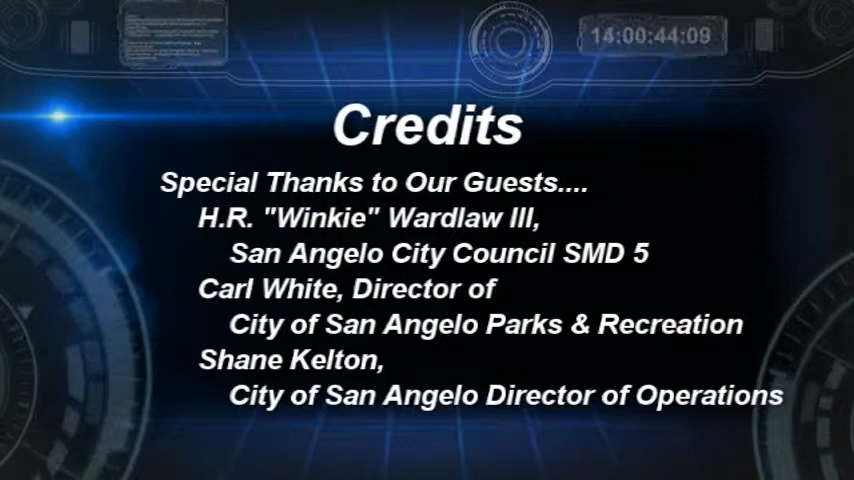 14:00:44:09
Credits
Special Thanks to Our Guests....
H.R. "Winkie" Wardlaw III,
San Angelo City Council SMD 5
Carl White, Director of
City of San Angelo Parks & Recreation
Shane Kelton,
City of San Angelo Director of Operations